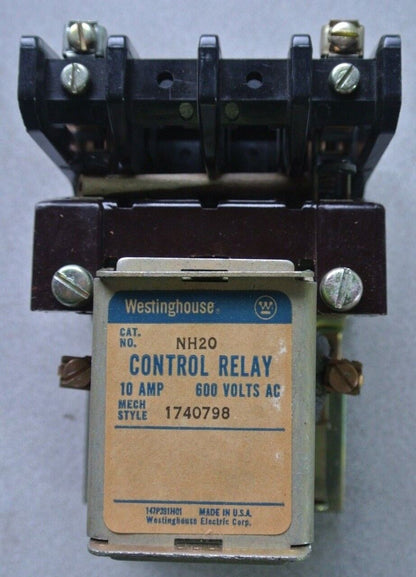 Westinghouse
CAT.
NO. NH20
CONTROL RELAY
10 AMP 600 VOLTS AC
MECH
STYLE 1740798
147P381H01 MADE IN U.S.A.
Westinghouse Electric Corp.